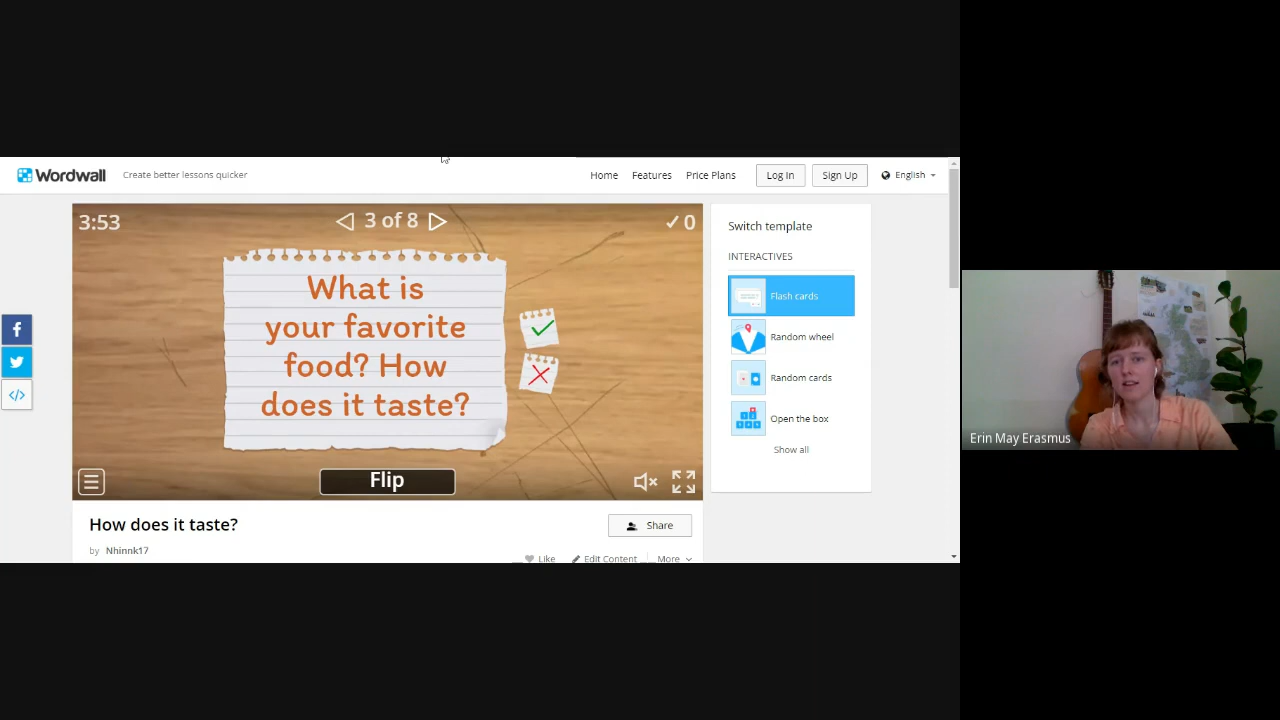 Wordwall
Create better lessons quicker
Home
Features
Price Plans
Log In
Sign Up
English
3:53
3 of 8
✓0
What is
your favorite
food? How
does it taste?
Flip
Switch template
INTERACTIVES
Flash cards
Random wheel
Random cards
Open the box
Show all
How does it taste?
Share
by Nhinnk17
Like
Edit Content
More
Erin May Erasmus